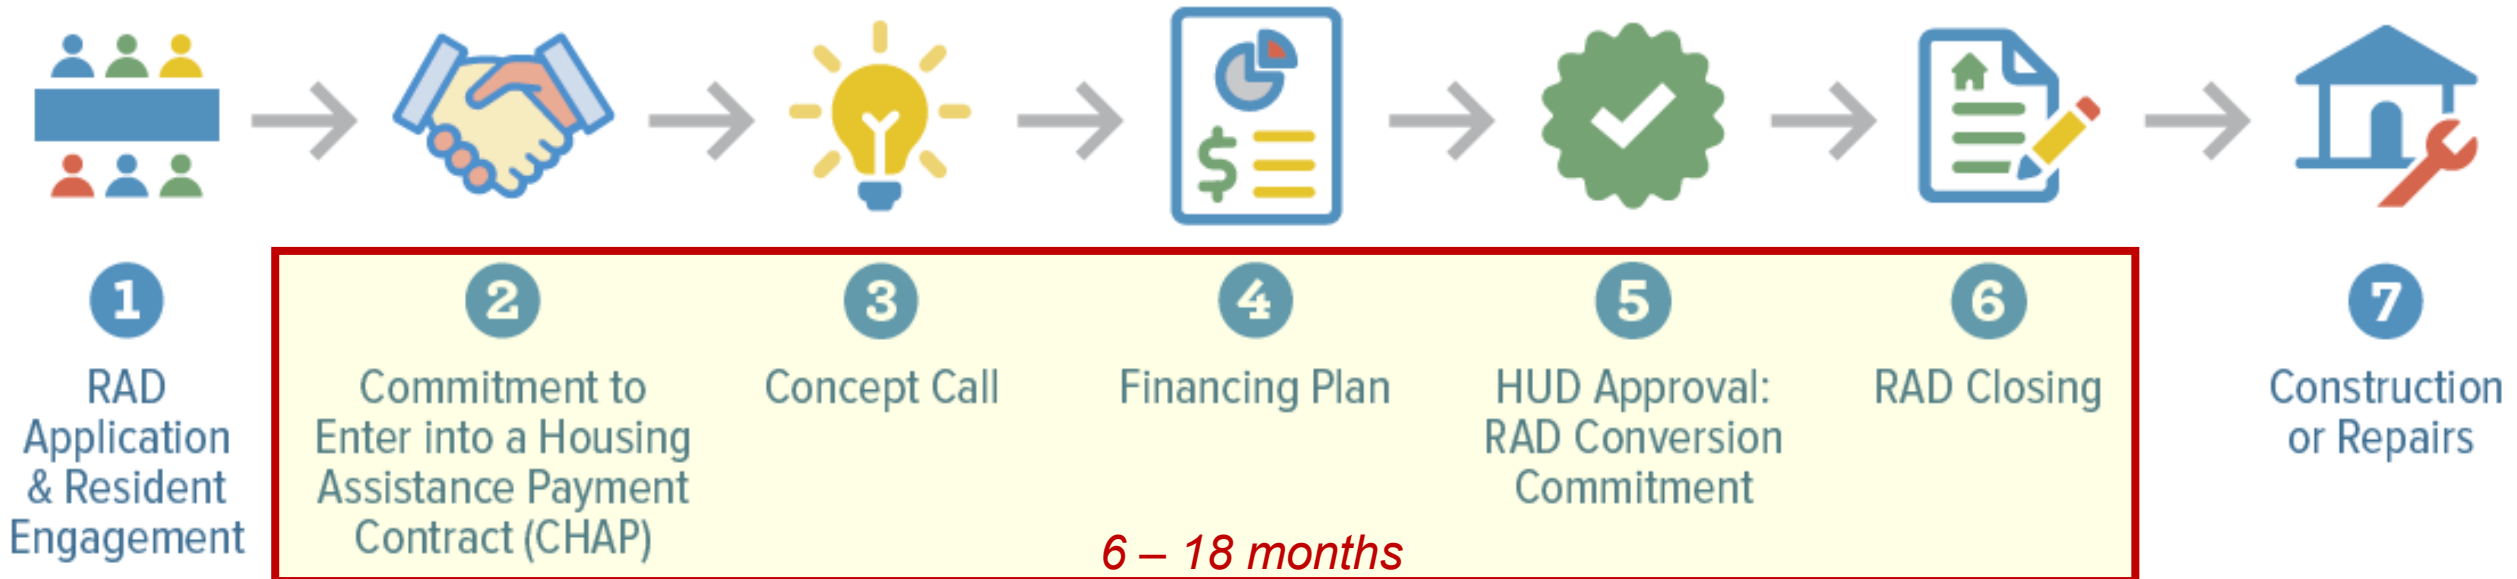 1
RAD
Application
& Resident
Engagement
2
Commitment to
Enter into a Housing
Assistance Payment
Contract (CHAP)
3
Concept Call
4
Financing Plan
5
HUD Approval:
RAD Conversion
Commitment
6
RAD Closing
7
Construction
or Repairs
6 – 18 months